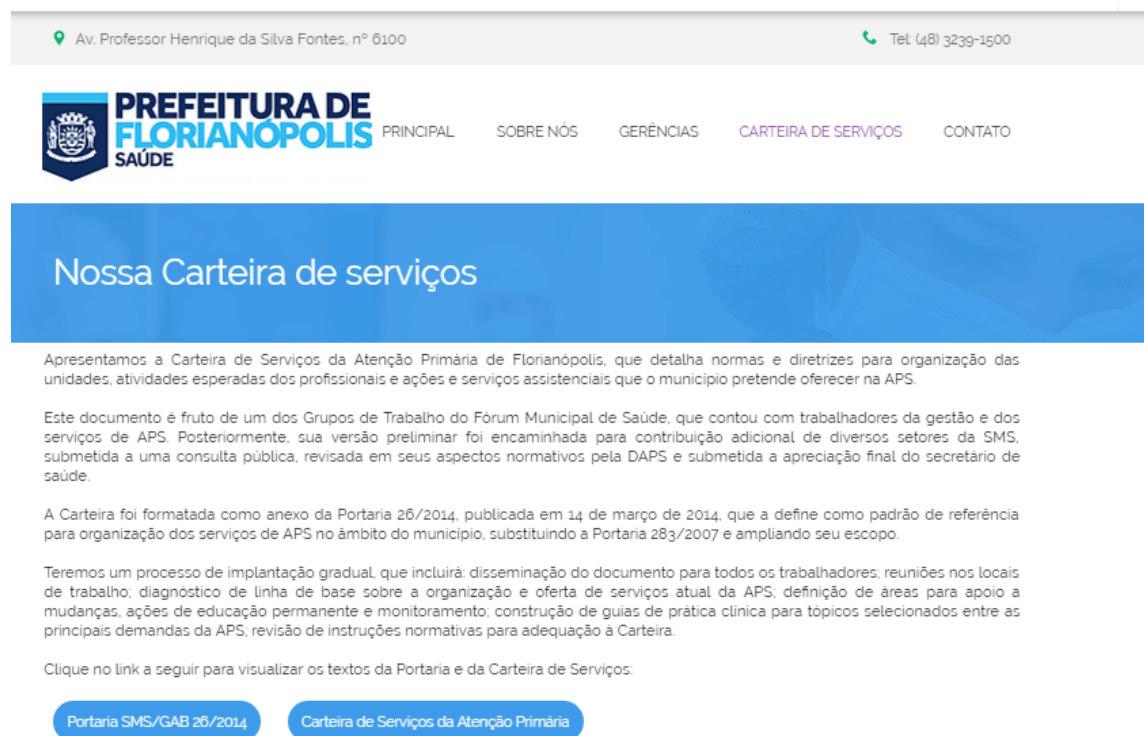 Av. Professor Henrique da Silva Fontes, nº 6100
Tel: (48) 3239-1500
PREFEITURA DE
FLORIANÓPOLIS
SAÚDE
PRINCIPAL SOBRE NÓS GERÊNCIAS CARTEIRA DE SERVIÇOS CONTATO
Nossa Carteira de serviços
Apresentamos a Carteira de Serviços da Atenção Primária de Florianópolis, que detalha normas e diretrizes para organização das
unidades, atividades esperadas dos profissionais e ações e serviços assistenciais que o município pretende oferecer na APS.
Este documento é fruto de um dos Grupos de Trabalho do Fórum Municipal de Saúde, que contou com trabalhadores da gestão e dos
serviços de APS. Posteriormente, sua versão preliminar foi encaminhada para contribuição adicional de diversos setores da SMS,
submetida a uma consulta pública, revisada em seus aspectos normativos pela DAPS e submetida a apreciação final do secretário de
saúde.
A Carteira foi formatada como anexo da Portaria 26/2014, publicada em 14 de março de 2014, que a define como padrão de referência
para organização dos serviços de APS no âmbito do município, substituindo a Portaria 283/2007 e ampliando seu escopo.
Teremos um processo de implantação gradual, que incluirá: disseminação do documento para todos os trabalhadores; reuniões nos locais
de trabalho; diagnóstico de linha de base sobre a organização e oferta de serviços atual da APS; definição de áreas para apoio a
mudanças, ações de educação permanente e monitoramento; construção de guias de prática clínica para tópicos selecionados entre as
principais demandas da APS; revisão de instruções normativas para adequação à Carteira.
Clique no link a seguir para visualizar os textos da Portaria e da Carteira de Serviços:
Portaria SMS/GAB 26/2014 Carteira de Serviços da Atenção Primária